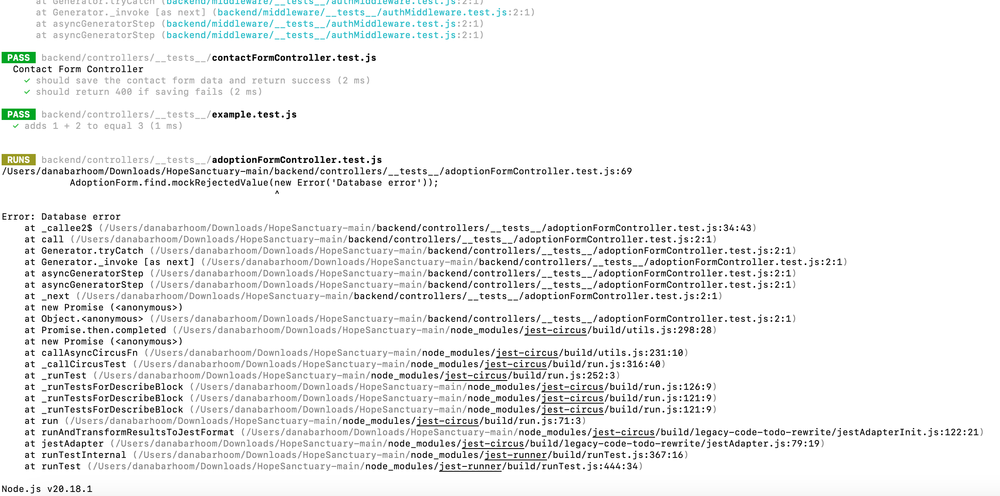 at Generator.tryCatch (backend/middleware/__tests__/authMiddleware.test.js:2:1)
at Generator._invoke [as next] (backend/middleware/__tests__/authMiddleware.test.js:2:1)
at asyncGeneratorStep (backend/middleware/__tests__/authMiddleware.test.js:2:1)
at asyncGeneratorStep (backend/middleware/__tests__/authMiddleware.test.js:2:1)
PASS backend/controllers/__tests__/contactFormController.test.js
Contact Form Controller
✓ should save the contact form data and return success (2 ms)
✓ should return 400 if saving fails (2 ms)
PASS backend/controllers/__tests__/example.test.js
✓ adds 1 + 2 to equal 3 (1 ms)
RUNS backend/controllers/__tests__/adoptionFormController.test.js
/Users/danabarhoom/Downloads/HopeSanctuary-main/backend/controllers/__tests__/adoptionFormController.test.js:69
AdoptionForm.find.mockRejectedValue(new Error('Database error'));
^
Error: Database error
at _callee2$ (/Users/danabarhoom/Downloads/HopeSanctuary-main/backend/controllers/__tests__/adoptionFormController.test.js:34:43)
at call (/Users/danabarhoom/Downloads/HopeSanctuary-main/backend/controllers/__tests__/adoptionFormController.test.js:2:1)
at Generator.tryCatch (/Users/danabarhoom/Downloads/HopeSanctuary-main/backend/controllers/__tests__/adoptionFormController.test.js:2:1)
at Generator._invoke [as next] (/Users/danabarhoom/Downloads/HopeSanctuary-main/backend/controllers/__tests__/adoptionFormController.test.js:2:1)
at asyncGeneratorStep (/Users/danabarhoom/Downloads/HopeSanctuary-main/backend/controllers/__tests__/adoptionFormController.test.js:2:1)
at asyncGeneratorStep (/Users/danabarhoom/Downloads/HopeSanctuary-main/backend/controllers/__tests__/adoptionFormController.test.js:2:1)
at _next (/Users/danabarhoom/Downloads/HopeSanctuary-main/backend/controllers/__tests__/adoptionFormController.test.js:2:1)
at new Promise (<anonymous>)
at Object.<anonymous> (/Users/danabarhoom/Downloads/HopeSanctuary-main/backend/controllers/__tests__/adoptionFormController.test.js:2:1)
at Promise.then.completed (/Users/danabarhoom/Downloads/HopeSanctuary-main/node_modules/jest-circus/build/utils.js:298:28)
at new Promise (<anonymous>)
at callAsyncCircusFn (/Users/danabarhoom/Downloads/HopeSanctuary-main/node_modules/jest-circus/build/utils.js:231:10)
at _callCircusTest (/Users/danabarhoom/Downloads/HopeSanctuary-main/node_modules/jest-circus/build/run.js:316:40)
at _runTest (/Users/danabarhoom/Downloads/HopeSanctuary-main/node_modules/jest-circus/build/run.js:252:3)
at _runTestsForDescribeBlock (/Users/danabarhoom/Downloads/HopeSanctuary-main/node_modules/jest-circus/build/run.js:126:9)
at _runTestsForDescribeBlock (/Users/danabarhoom/Downloads/HopeSanctuary-main/node_modules/jest-circus/build/run.js:121:9)
at _runTestsForDescribeBlock (/Users/danabarhoom/Downloads/HopeSanctuary-main/node_modules/jest-circus/build/run.js:121:9)
at run (/Users/danabarhoom/Downloads/HopeSanctuary-main/node_modules/jest-circus/build/run.js:71:3)
at runAndTransformResultsToJestFormat (/Users/danabarhoom/Downloads/HopeSanctuary-main/node_modules/jest-circus/build/legacy-code-todo-rewrite/jestAdapterInit.js:122:21)
at jestAdapter (/Users/danabarhoom/Downloads/HopeSanctuary-main/node_modules/jest-circus/build/legacy-code-todo-rewrite/jestAdapter.js:79:19)
at runTestInternal (/Users/danabarhoom/Downloads/HopeSanctuary-main/node_modules/jest-runner/build/runTest.js:367:16)
at runTest (/Users/danabarhoom/Downloads/HopeSanctuary-main/node_modules/jest-runner/build/runTest.js:444:34)
Node.js v20.18.1